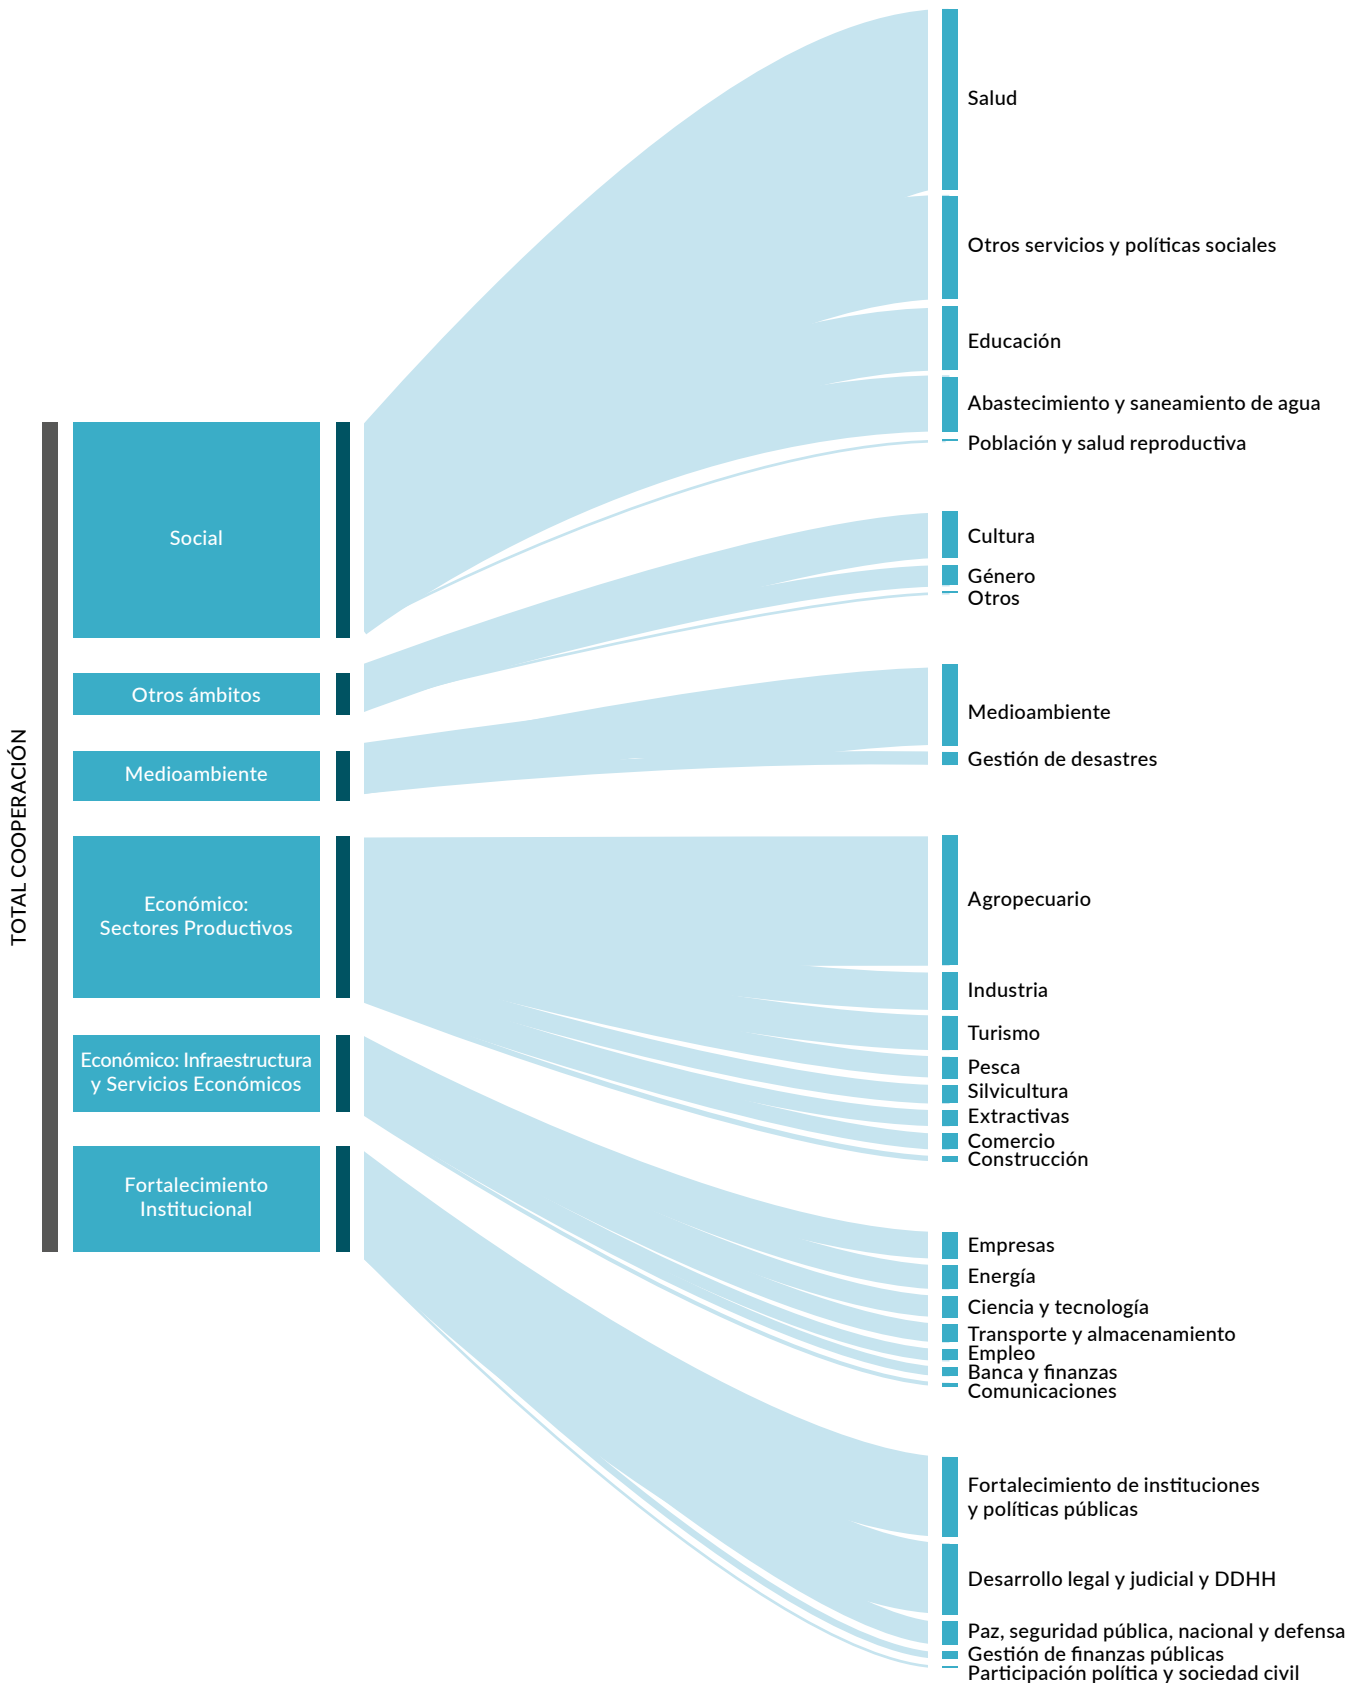 TOTAL COOPERACIÓN
Social
Otros ámbitos
Medioambiente
Económico:
Sectores Productivos
Económico: Infraestructura
y Servicios Económicos
Fortalecimiento
Institucional
Salud
Otros servicios y políticas sociales
Educación
Abastecimiento y saneamiento de agua
Población y salud reproductiva
Cultura
Género
Otros
Medioambiente
Gestión de desastres
Agropecuario
Industria
Turismo
Pesca
Silvicultura
Extractivas
Comercio
Construcción
Empresas
Energía
Ciencia y tecnología
Transporte y almacenamiento
Empleo
Banca y finanzas
Comunicaciones
Fortalecimiento de instituciones
y políticas públicas
Desarrollo legal y judicial y DDHH
Paz, seguridad pública, nacional y defensa
Gestión de finanzas públicas
Participación política y sociedad civil